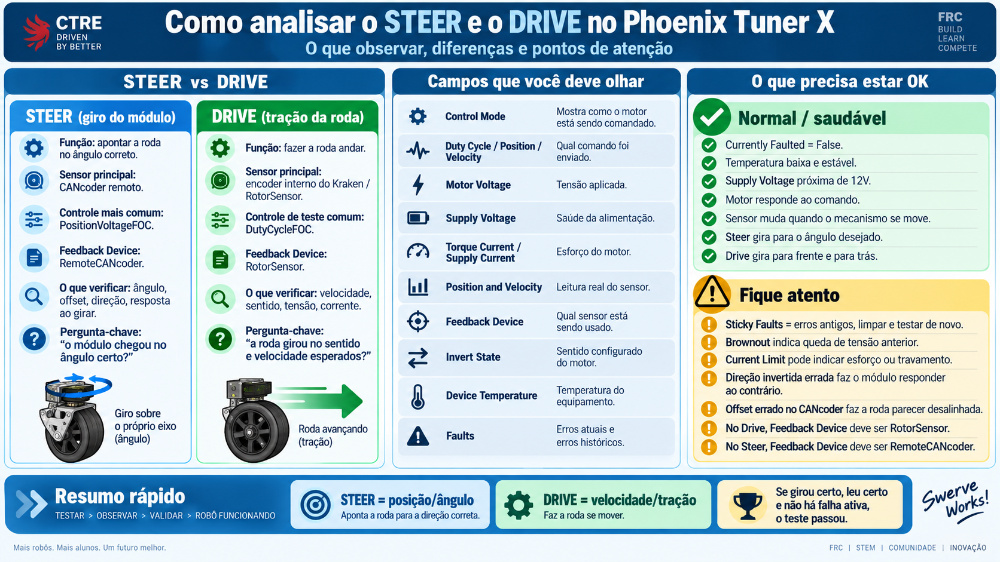 CTRE
DRIVEN
BY BETTER
Como analisar o STEER e o DRIVE no Phoenix Tuner X
O que observar, diferenças e pontos de atenção
FRC
BUILD
LEARN
COMPETE
STEER vs DRIVE
STEER (giro do módulo)
Função: apontar a roda
no ângulo correto.
Sensor principal:
CANcoder remoto.
Controle mais comum:
PositionVoltageFOC.
Feedback Device:
RemoteCANcoder.
O que verificar: ângulo,
offset, direção, resposta
ao girar.
Pergunta-chave:
“o módulo chegou no
ângulo certo?”
Giro sobre
o próprio eixo
(ângulo)
DRIVE (tração da roda)
Função: fazer a roda andar.
Sensor principal:
encoder interno do Kraken /
RotorSensor.
Controle de teste comum:
DutyCycleFOC.
Feedback Device:
RotorSensor.
O que verificar: velocidade,
sentido, tensão, corrente.
Pergunta-chave:
“a roda girou no sentido
e velocidade esperados?”
Roda avançando
(tração)
Campos que você deve olhar
Control Mode
Mostra como o motor
está sendo comandado.
Duty Cycle / Position /
Velocity
Qual comando foi
enviado.
Motor Voltage
Tensão aplicada.
Supply Voltage
Saúde da alimentação.
Torque Current /
Supply Current
Esforço do motor.
Position and Velocity
Leitura real do sensor.
Feedback Device
Qual sensor está
sendo usado.
Invert State
Sentido configurado
do motor.
Device Temperature
Temperatura do
equipamento.
Faults
Erros atuais e
erros históricos.
O que precisa estar OK
Normal / saudável
Currently Faulted = False.
Temperatura baixa e estável.
Supply Voltage próxima de 12V.
Motor responde ao comando.
Sensor muda quando o mecanismo se move.
Steer gira para o ângulo desejado.
Drive gira para frente e para trás.
Fique atento
Sticky Faults = erros antigos, limpar e testar de novo.
Brownout indica queda de tensão anterior.
Current Limit pode indicar esforço ou travamento.
Direção invertida errada faz o módulo responder
ao contrário.
Offset errado no CANcoder faz a roda parecer desalinhada.
No Drive, Feedback Device deve ser RotorSensor.
No Steer, Feedback Device deve ser RemoteCANcoder.
Resumo rápido
TESTAR > OBSERVAR > VALIDAR > ROBÔ FUNCIONANDO
STEER = posição/ângulo
Aponta a roda para a direção correta.
DRIVE = velocidade/tração
Faz a roda se mover.
Se girou certo, leu certo
e não há falha ativa,
o teste passou.
Swerve
Works!
Mais robôs. Mais alunos. Um futuro melhor.
FRC | STEM | COMUNIDADE | INOVAÇÃO